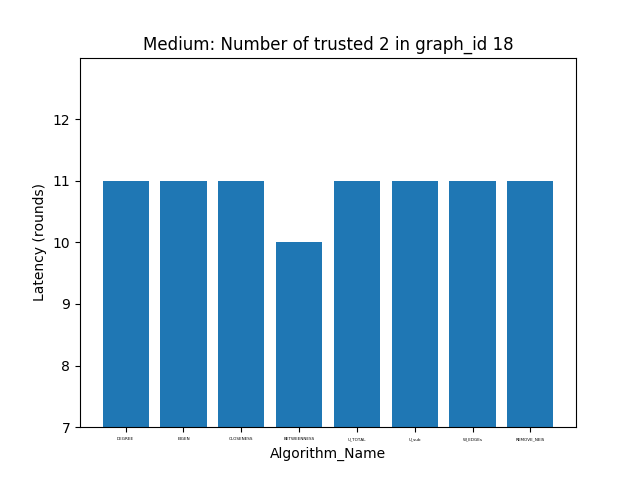 Medium: Number of trusted 2 in graph_id 18
Latency (rounds)
12
11
10
9
8
7
DEGREE EIGEN CLOSENESS BETWEENNESS U_TOTAL U_sub W_EDGEs REMOVE_NEIS
Algorithm_Name